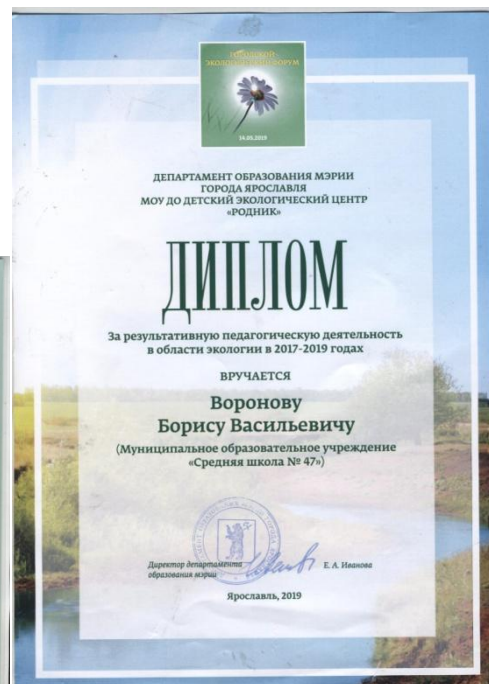 ГОРОДСКОЙ
ЭКОЛОГИЧЕСКИЙ ФОРУМ
14.05.2019
ДЕПАРТАМЕНТ ОБРАЗОВАНИЯ МЭРИИ
ГОРОДА ЯРОСЛАВЛЯ
МОУ ДО ДЕТСКИЙ ЭКОЛОГИЧЕСКИЙ ЦЕНТР
«РОДНИК»
ДИПЛОМ
За результативную педагогическую деятельность
в области экологии в 2017-2019 годах
ВРУЧАЕТСЯ
Воронову
Борису Васильевичу
(Муниципальное образовательное учреждение
«Средняя школа № 47»)
Директор департамента
образования мэрии
Е. А. Иванова
Ярославль, 2019